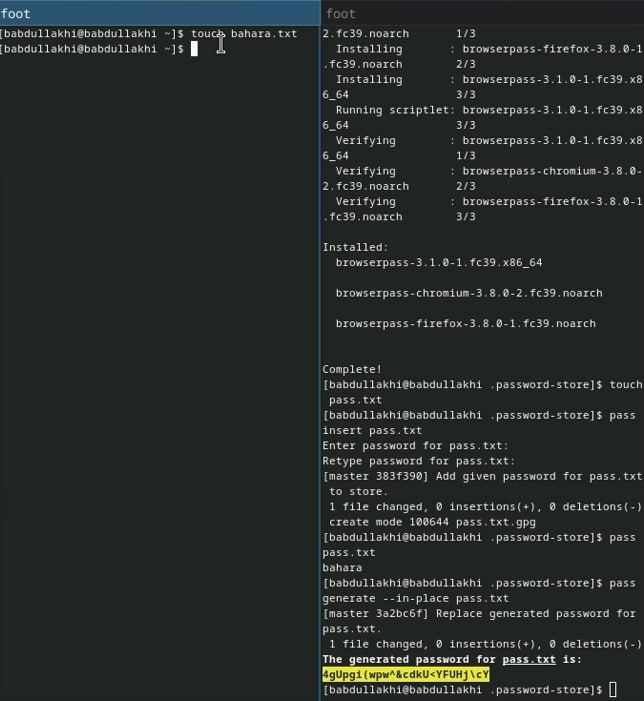 foot
[babdullakhi@babdullakhi ~]$ touch bahara.txt
[babdullakhi@babdullakhi ~]$
foot
2.fc39.noarch 1/3
Installing : browserpass-firefox-3.8.0-1
.fc39.noarch 2/3
Installing : browserpass-3.1.0-1.fc39.x8
6_64 3/3
Running scriptlet: browserpass-3.1.0-1.fc39.x8
6_64 3/3
Verifying : browserpass-3.1.0-1.fc39.x8
6_64 1/3
Verifying : browserpass-chromium-3.8.0-
2.fc39.noarch 2/3
Verifying : browserpass-firefox-3.8.0-1
.fc39.noarch 3/3
Installed:
browserpass-3.1.0-1.fc39.x86_64
browserpass-chromium-3.8.0-2.fc39.noarch
browserpass-firefox-3.8.0-1.fc39.noarch
Complete!
[babdullakhi@babdullakhi .password-store]$ touch
pass.txt
[babdullakhi@babdullakhi .password-store]$ pass
insert pass.txt
Enter password for pass.txt:
Retype password for pass.txt:
[master 383f390] Add given password for pass.txt
to store.
1 file changed, 0 insertions(+), 0 deletions(-)
create mode 100644 pass.txt.gpg
[babdullakhi@babdullakhi .password-store]$ pass
pass.txt
bahara
[babdullakhi@babdullakhi .password-store]$ pass
generate --in-place pass.txt
[master 3a2bc6f] Replace generated password for
pass.txt.
1 file changed, 0 insertions(+), 0 deletions(-)
The generated password for pass.txt is:
4gUpgi(wpw^&cdkU<YFUHj\cY
[babdullakhi@babdullakhi .password-store]$